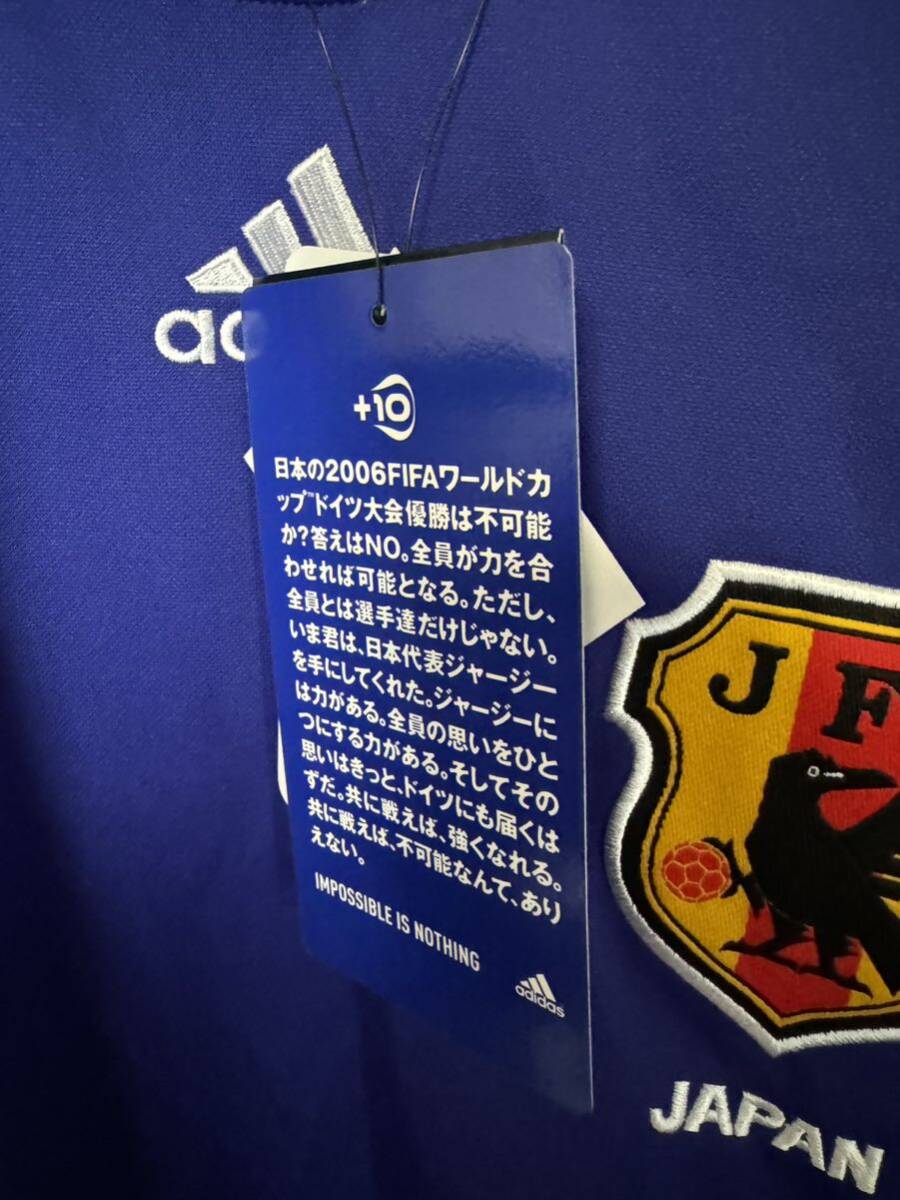 ad
+10
日本の2006FIFAワールドカ
ップ™ドイツ大会優勝は不可能
か?答えはNO。全員が力を合
わせれば可能となる。ただし、
全員とは選手達だけじゃない。
いま君は、日本代表ジャージー
を手にしてくれた。ジャージーに
は力がある。全員の思いをひと
つにする力がある。そしてその
思いはきっと、ドイツにも届くは
ずだ。共に戦えば、強くなれる。
共に戦えば、不可能なんて、あり
えない。
IMPOSSIBLE IS NOTHING
adidas
JF
JAPAN